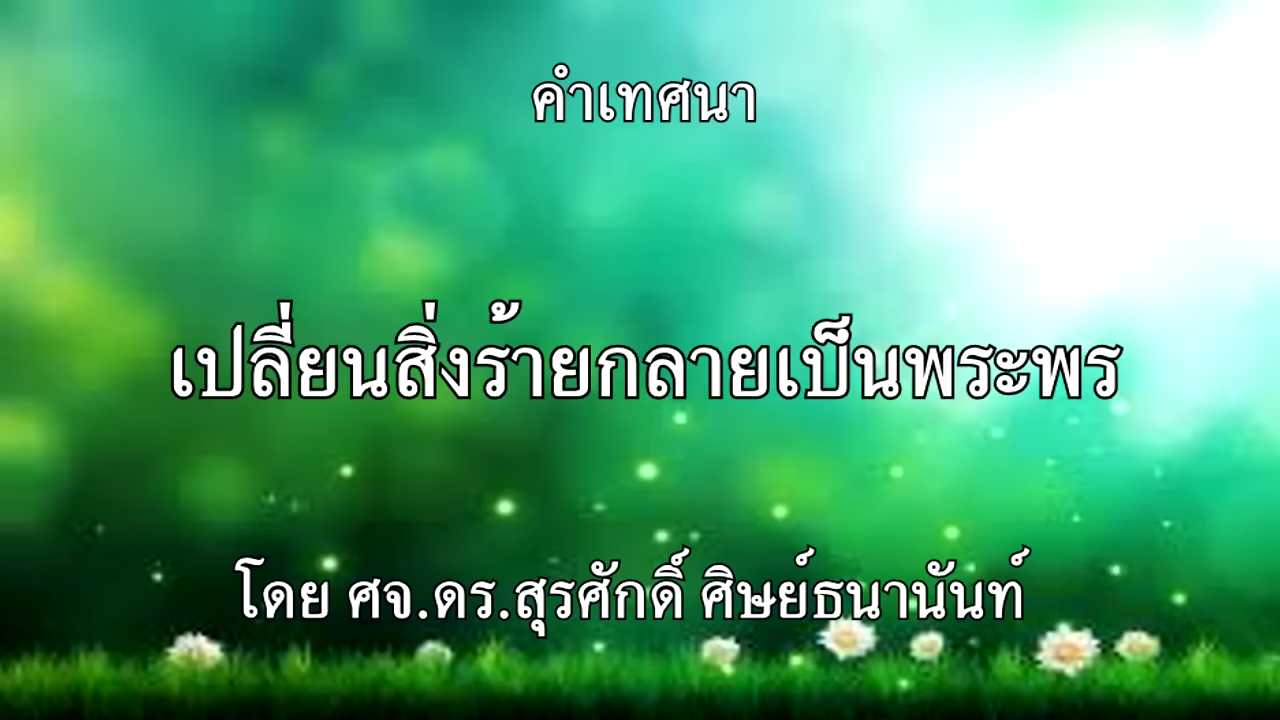 คำเทศนา
เปลี่ยนสิ่งร้ายกลายเป็นพระพร
โดย ศจ.ดร.สุรศักดิ์ ศิษย์ธนานันท์